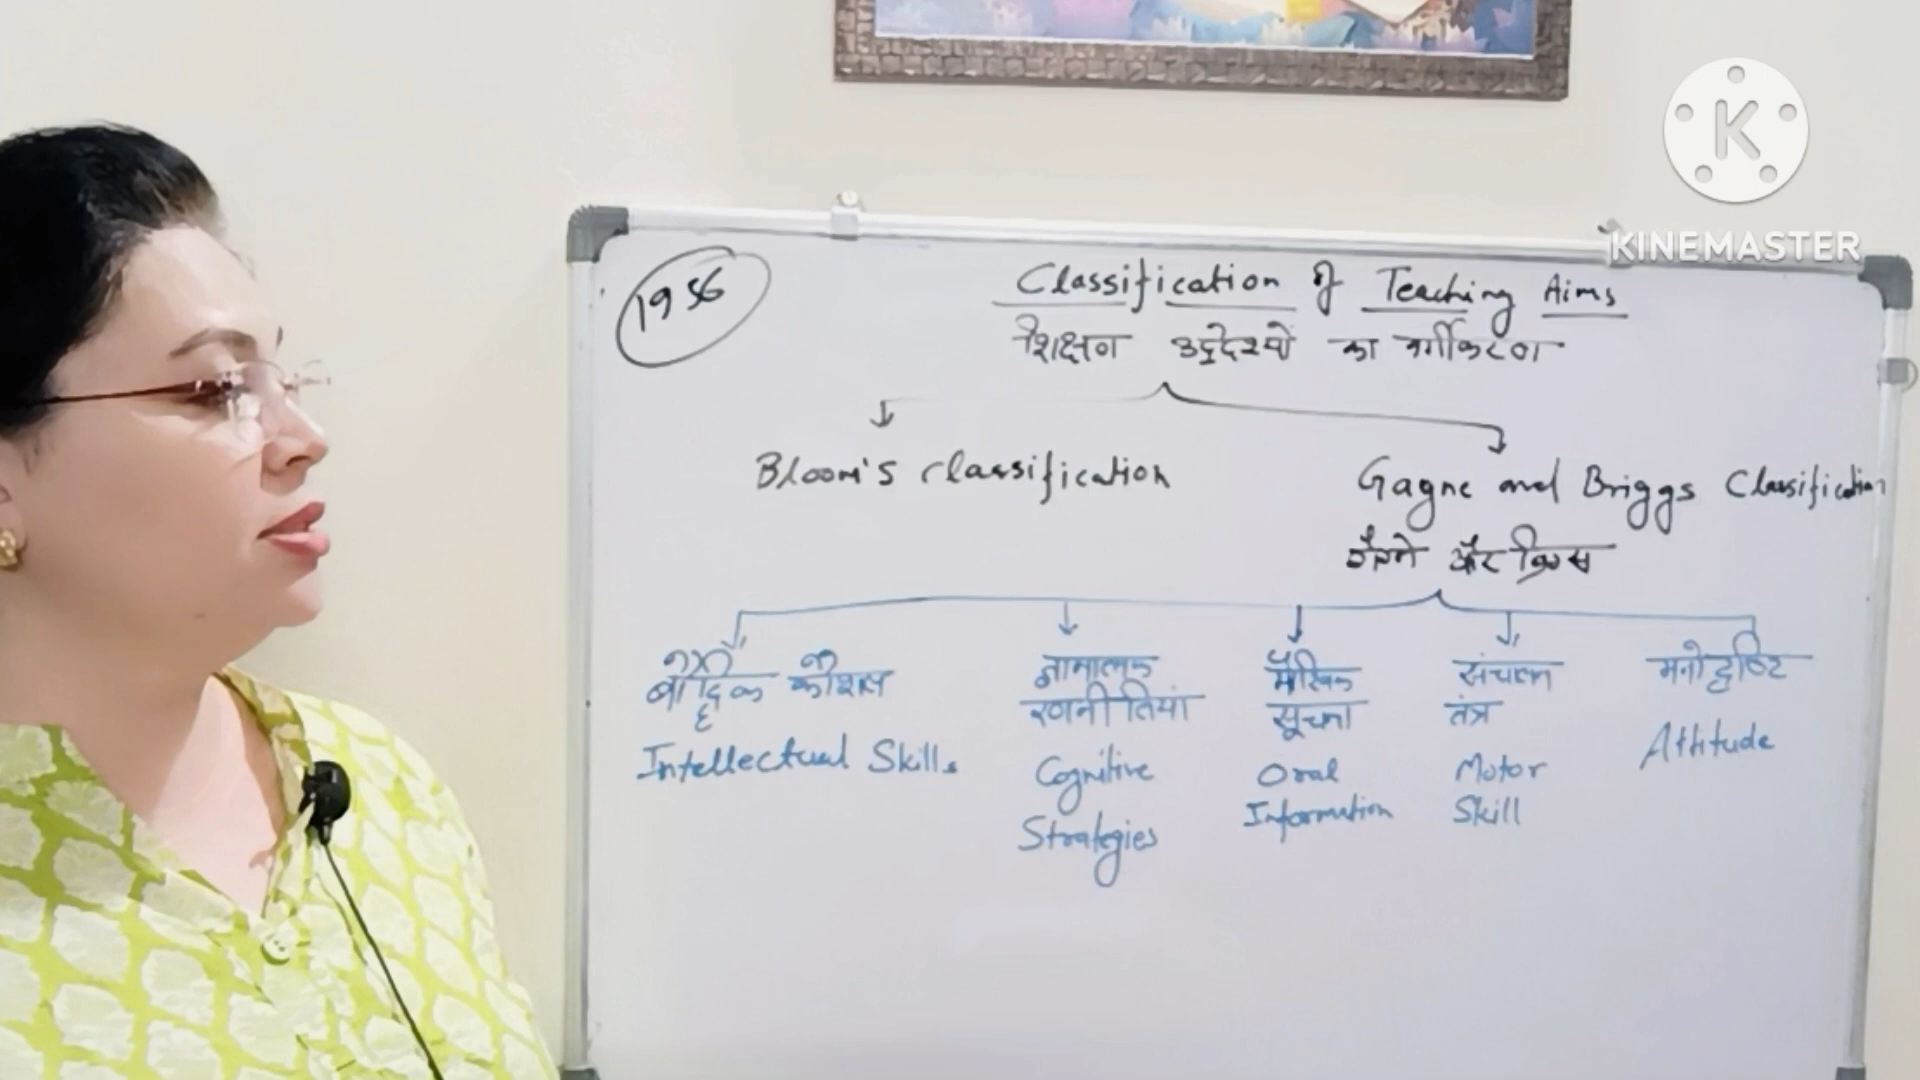 1956
Classification of Teaching Aims
शिक्षण उद्देश्यो का वर्गीकरण
Bloom's classification
Gagne and Briggs Classification
गैगने और ब्रिग्स
बौद्धिक कौशल
Intellectual Skills
ज्ञानात्मक
रणनीतियां
Cognitive
Strategies
मौखिक
सूचना
Oral
Information
संचालन
तंत्र
Motor
Skill
मनोदृष्टि
Attitude
K
KINEMASTER